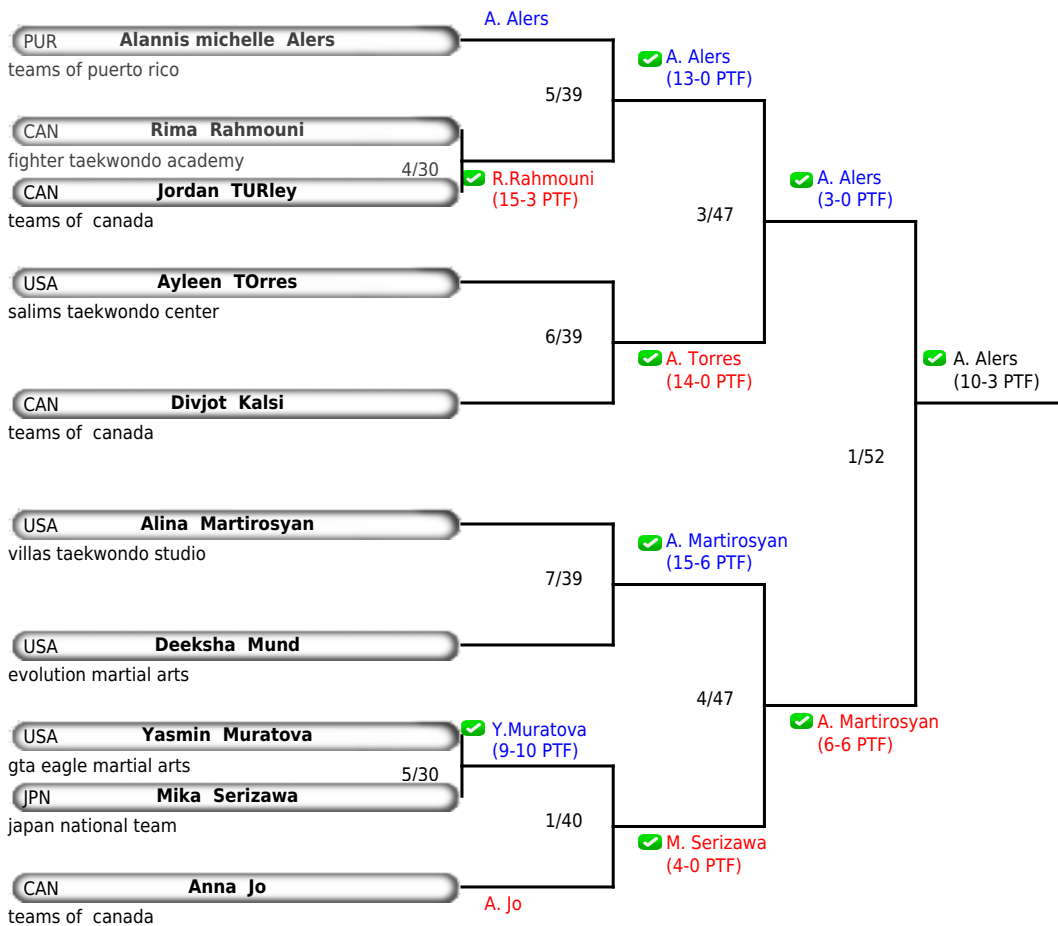 A. Alers
PUR Alannis michelle Alers
teams of puerto rico
A. Alers
(13-0 PTF)
5/39
CAN Rima Rahmouni
fighter taekwondo academy
4/30
CAN Jordan TURley
teams of canada
R.Rahmouni
(15-3 PTF)
A. Alers
(3-0 PTF)
3/47
USA Ayleen TOrres
salims taekwondo center
6/39
A. Torres
(14-0 PTF)
A. Alers
(10-3 PTF)
CAN Divjot Kalsi
teams of canada
1/52
USA Alina Martirosyan
villas taekwondo studio
A. Martirosyan
(15-6 PTF)
7/39
USA Deeksha Mund
evolution martial arts
4/47
A. Martirosyan
(6-6 PTF)
USA Yasmin Muratova
gta eagle martial arts
Y.Muratova
(9-10 PTF)
5/30
JPN Mika Serizawa
japan national team
1/40
M. Serizawa
(4-0 PTF)
CAN Anna Jo
teams of canada
A. Jo